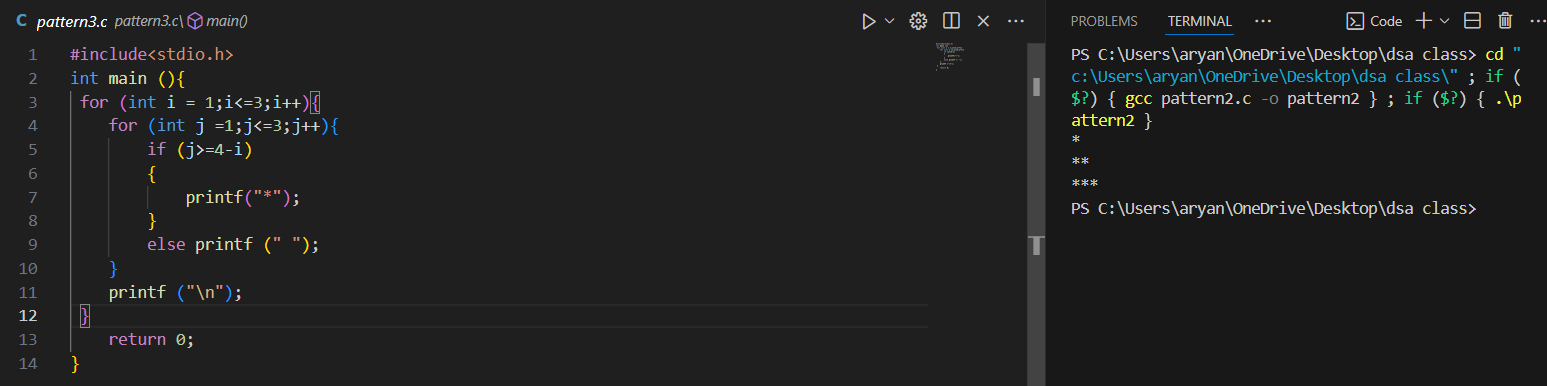 C pattern3.c pattern3.c\ main()
1 #include<stdio.h>
2 int main (){
3  for (int i = 1;i<=3;i++){
4     for (int j =1;j<=3;j++){
5         if (j>=4-i)
6         {
7             printf("*");
8         }
9         else printf (" ");
10     }
11     printf ("\n");
12  }
13     return 0;
14 }
PROBLEMS TERMINAL ··· Code
PS C:\Users\aryan\OneDrive\Desktop\dsa class> cd "
c:\Users\aryan\OneDrive\Desktop\dsa class\" ; if (
$?) { gcc pattern2.c -o pattern2 } ; if ($?) { .\p
attern2 }
*
**
***
PS C:\Users\aryan\OneDrive\Desktop\dsa class>